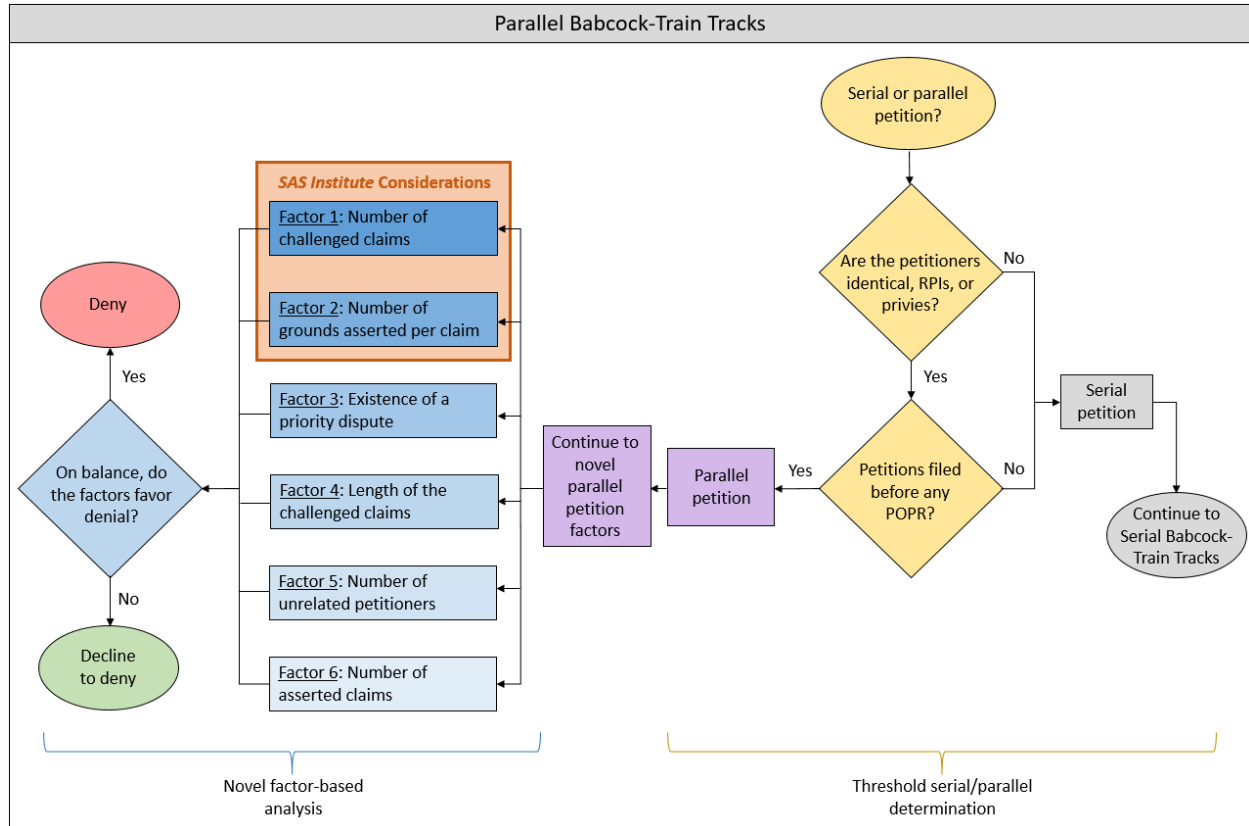 Parallel Babcock-Train Tracks
Serial or parallel
petition?
Are the petitioners
identical, RPIs, or
privies?
No
Yes
Petitions filed
before any
POPR?
No
Yes
Serial
petition
Continue to
Serial Babcock-
Train Tracks
Parallel
petition
Continue to
novel
parallel
petition
factors
SAS Institute Considerations
Factor 1: Number of
challenged claims
Factor 2: Number of
grounds asserted per claim
Factor 3: Existence of a
priority dispute
Factor 4: Length of the
challenged claims
Factor 5: Number of
unrelated petitioners
Factor 6: Number of
asserted claims
On balance, do
the factors favor
denial?
Yes
Deny
No
Decline
to deny
Novel factor-based
analysis
Threshold serial/parallel
determination